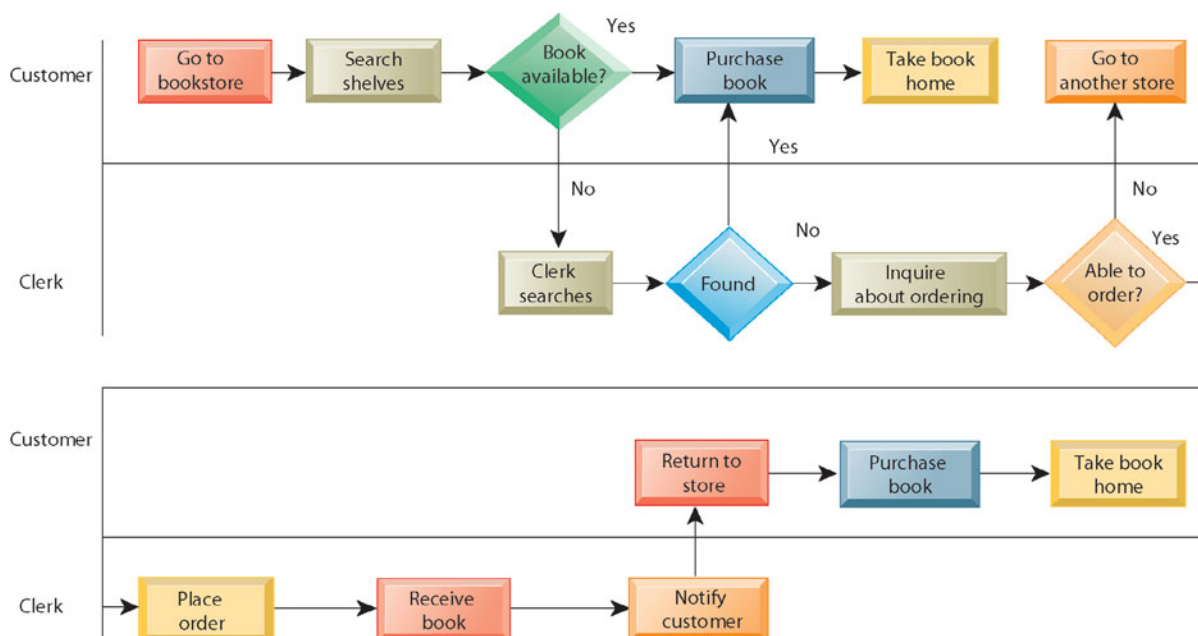 Customer
Go to
bookstore
Search
shelves
Book
available?
Yes
Purchase
book
Take book
home
Go to
another store
No
Yes
No
No
Yes
Clerk
Clerk
searches
Found
Inquire
about ordering
Able to
order?
Customer
Return to
store
Purchase
book
Take book
home
Clerk
Place
order
Receive
book
Notify
customer